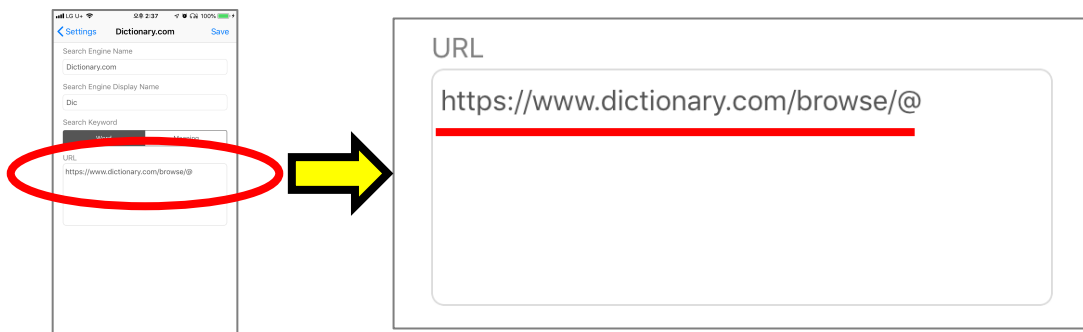 LG U+ 오후 2:37 100%
Settings Dictionary.com Save
Search Engine Name
Dictionary.com
Search Engine Display Name
Dic
Search Keyword
Word Meaning
URL
https://www.dictionary.com/browse/@
URL
https://www.dictionary.com/browse/@